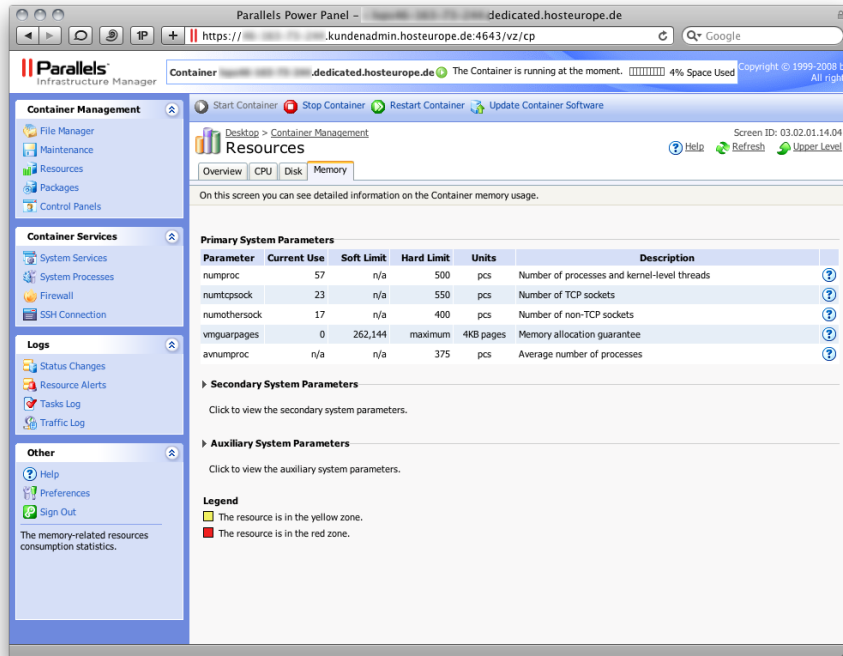 Parallels Power Panel – dedicated.hosteurope.de
1P
+
https:// .kundenadmin.hosteurope.de:4643/vz/cp
Google
Parallels
Infrastructure Manager
Container .dedicated.hosteurope.de The Container is running at the moment. 4% Space Used
Copyright © 1999-2008
All
Container Management
File Manager
Maintenance
Resources
Packages
Control Panels
Container Services
System Services
System Processes
Firewall
SSH Connection
Logs
Status Changes
Resource Alerts
Tasks Log
Traffic Log
Other
Help
Preferences
Sign Out
The memory-related resources
consumption statistics.
Start Container Stop Container Restart Container Update Container Software
Desktop > Container Management
Resources
Screen ID: 03.02.01.14.04
Help Refresh Upper Level
Overview CPU Disk Memory
On this screen you can see detailed information on the Container memory usage.
Primary System Parameters
Parameter Current Use Soft Limit Hard Limit Units Description
numproc 57 n/a 500 pcs Number of processes and kernel-level threads
numtcpsock 23 n/a 550 pcs Number of TCP sockets
numothersock 17 n/a 400 pcs Number of non-TCP sockets
vmguarpages 0 262,144 maximum 4KB pages Memory allocation guarantee
avnumproc n/a n/a 375 pcs Average number of processes
Secondary System Parameters
Click to view the secondary system parameters.
Auxiliary System Parameters
Click to view the auxiliary system parameters.
Legend
The resource is in the yellow zone.
The resource is in the red zone.